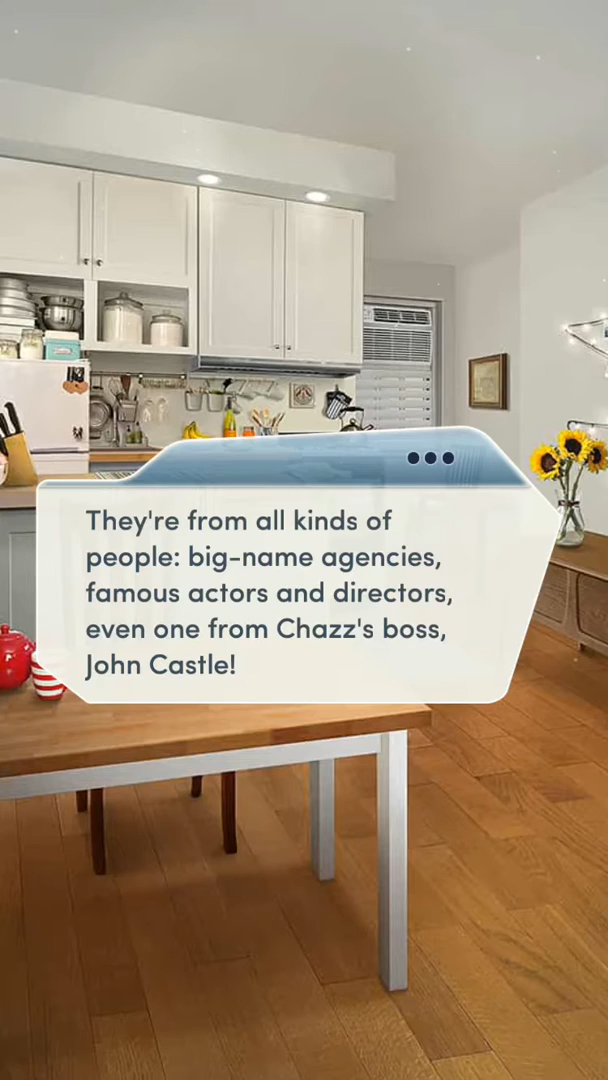 They're from all kinds of
people: big-name agencies,
famous actors and directors,
even one from Chazz's boss,
John Castle!